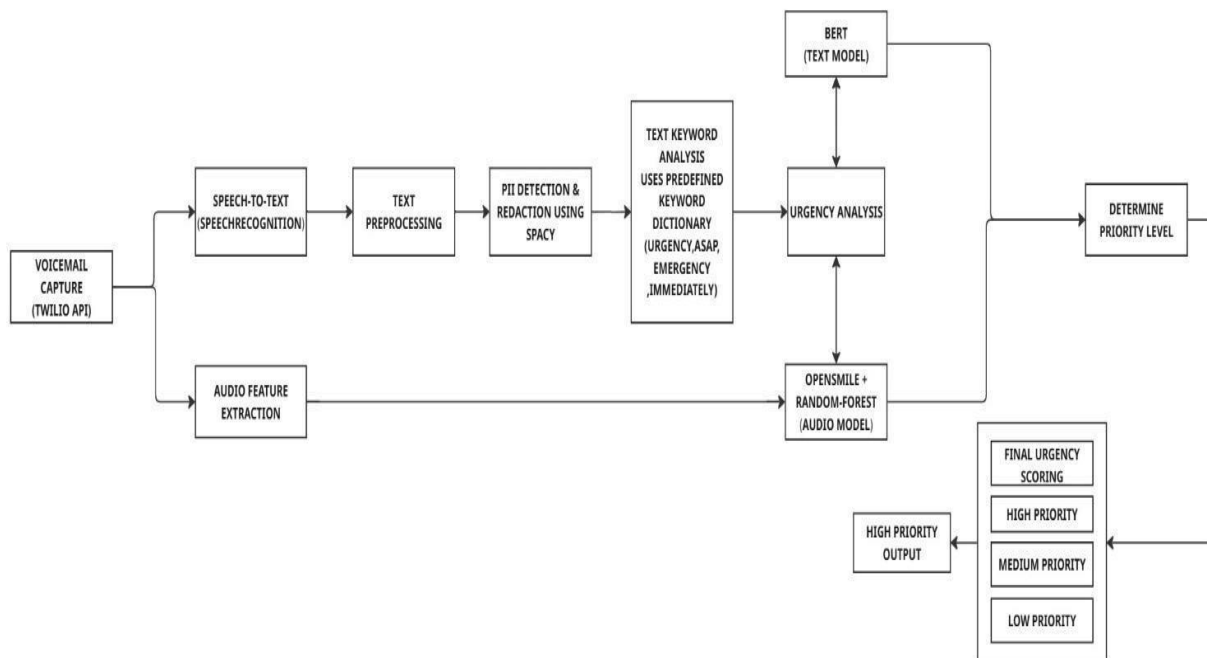 BERT
(TEXT MODEL)
TEXT KEYWORD
ANALYSIS
USES PREDEFINED
KEYWORD
DICTIONARY
(URGENCY,ASAP,
EMERGENCY
,IMMEDIATELY)
SPEECH-TO-TEXT
(SPEECHRECOGNITION)
TEXT
PREPROCESSING
PII DETECTION &
REDACTION USING
SPACY
URGENCY ANALYSIS
DETERMINE
PRIORITY LEVEL
VOICEMAIL
CAPTURE
(TWILIO API)
AUDIO FEATURE
EXTRACTION
OPENSMILE +
RANDOM-FOREST
(AUDIO MODEL)
FINAL URGENCY
SCORING
HIGH PRIORITY
MEDIUM PRIORITY
LOW PRIORITY
HIGH PRIORITY
OUTPUT